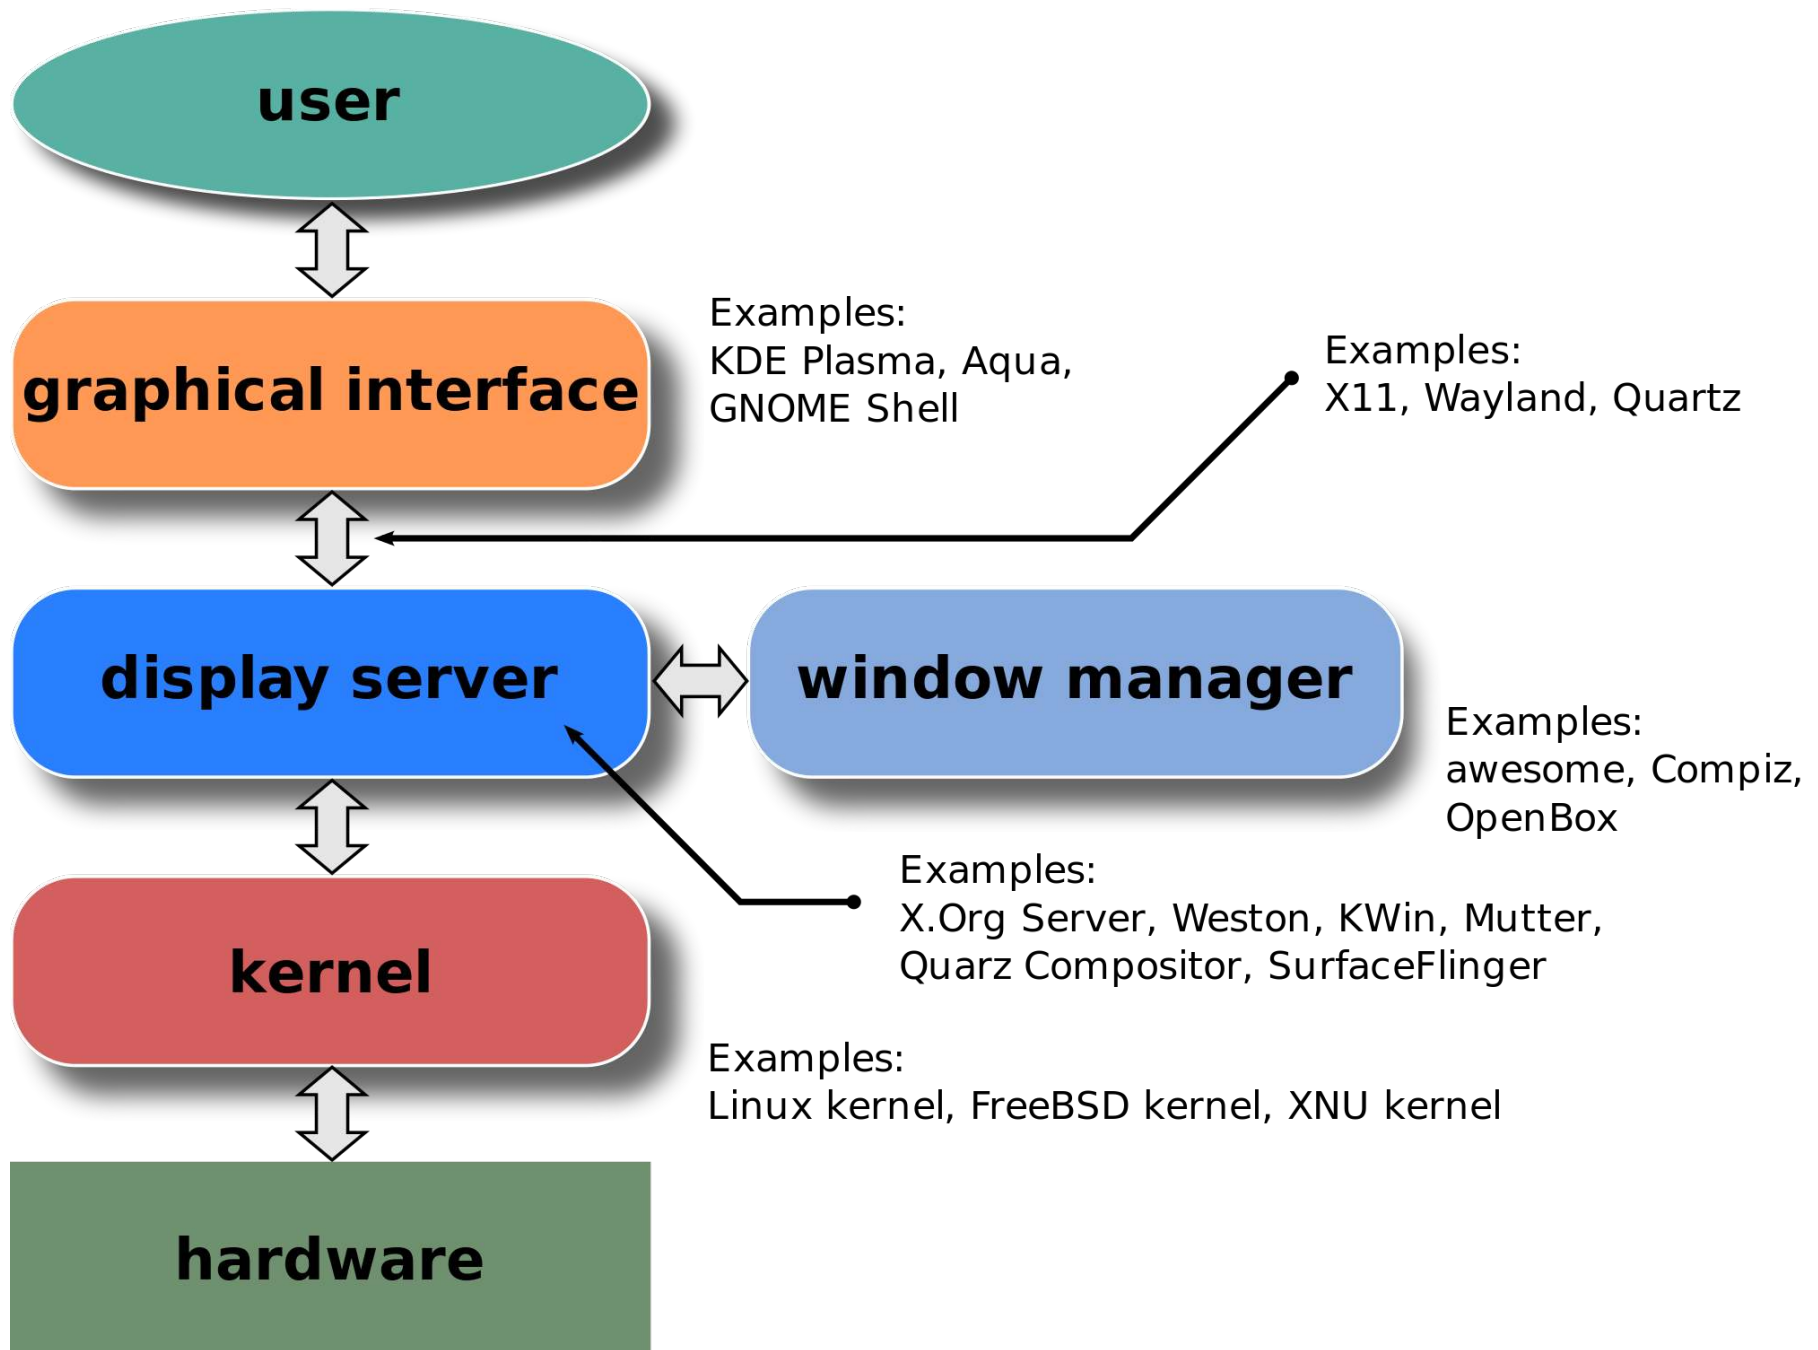 user
graphical interface
Examples:
KDE Plasma, Aqua,
GNOME Shell
Examples:
X11, Wayland, Quartz
display server
window manager
Examples:
awesome, Compiz,
OpenBox
Examples:
X.Org Server, Weston, KWin, Mutter,
Quarz Compositor, SurfaceFlinger
kernel
Examples:
Linux kernel, FreeBSD kernel, XNU kernel
hardware